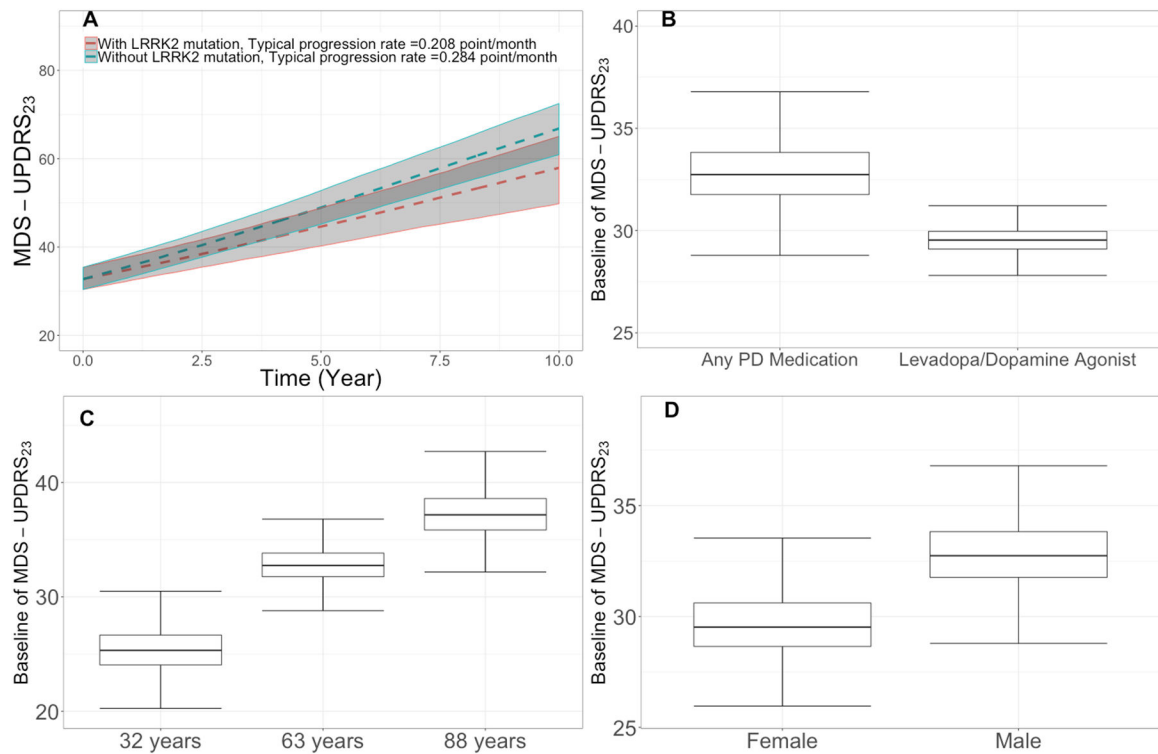 A
With LRRK2 mutation, Typical progression rate =0.208 point/month
Without LRRK2 mutation, Typical progression rate =0.284 point/month
MDS – UPDRS23
80
60
40
20
0.0 2.5 5.0 7.5 10.0
Time (Year)
B
Baseline of MDS – UPDRS23
40
35
30
25
Any PD Medication Levadopa/Dopamine Agonist
C
Baseline of MDS – UPDRS23
40
30
20
32 years 63 years 88 years
D
Baseline of MDS – UPDRS23
35
30
25
Female Male